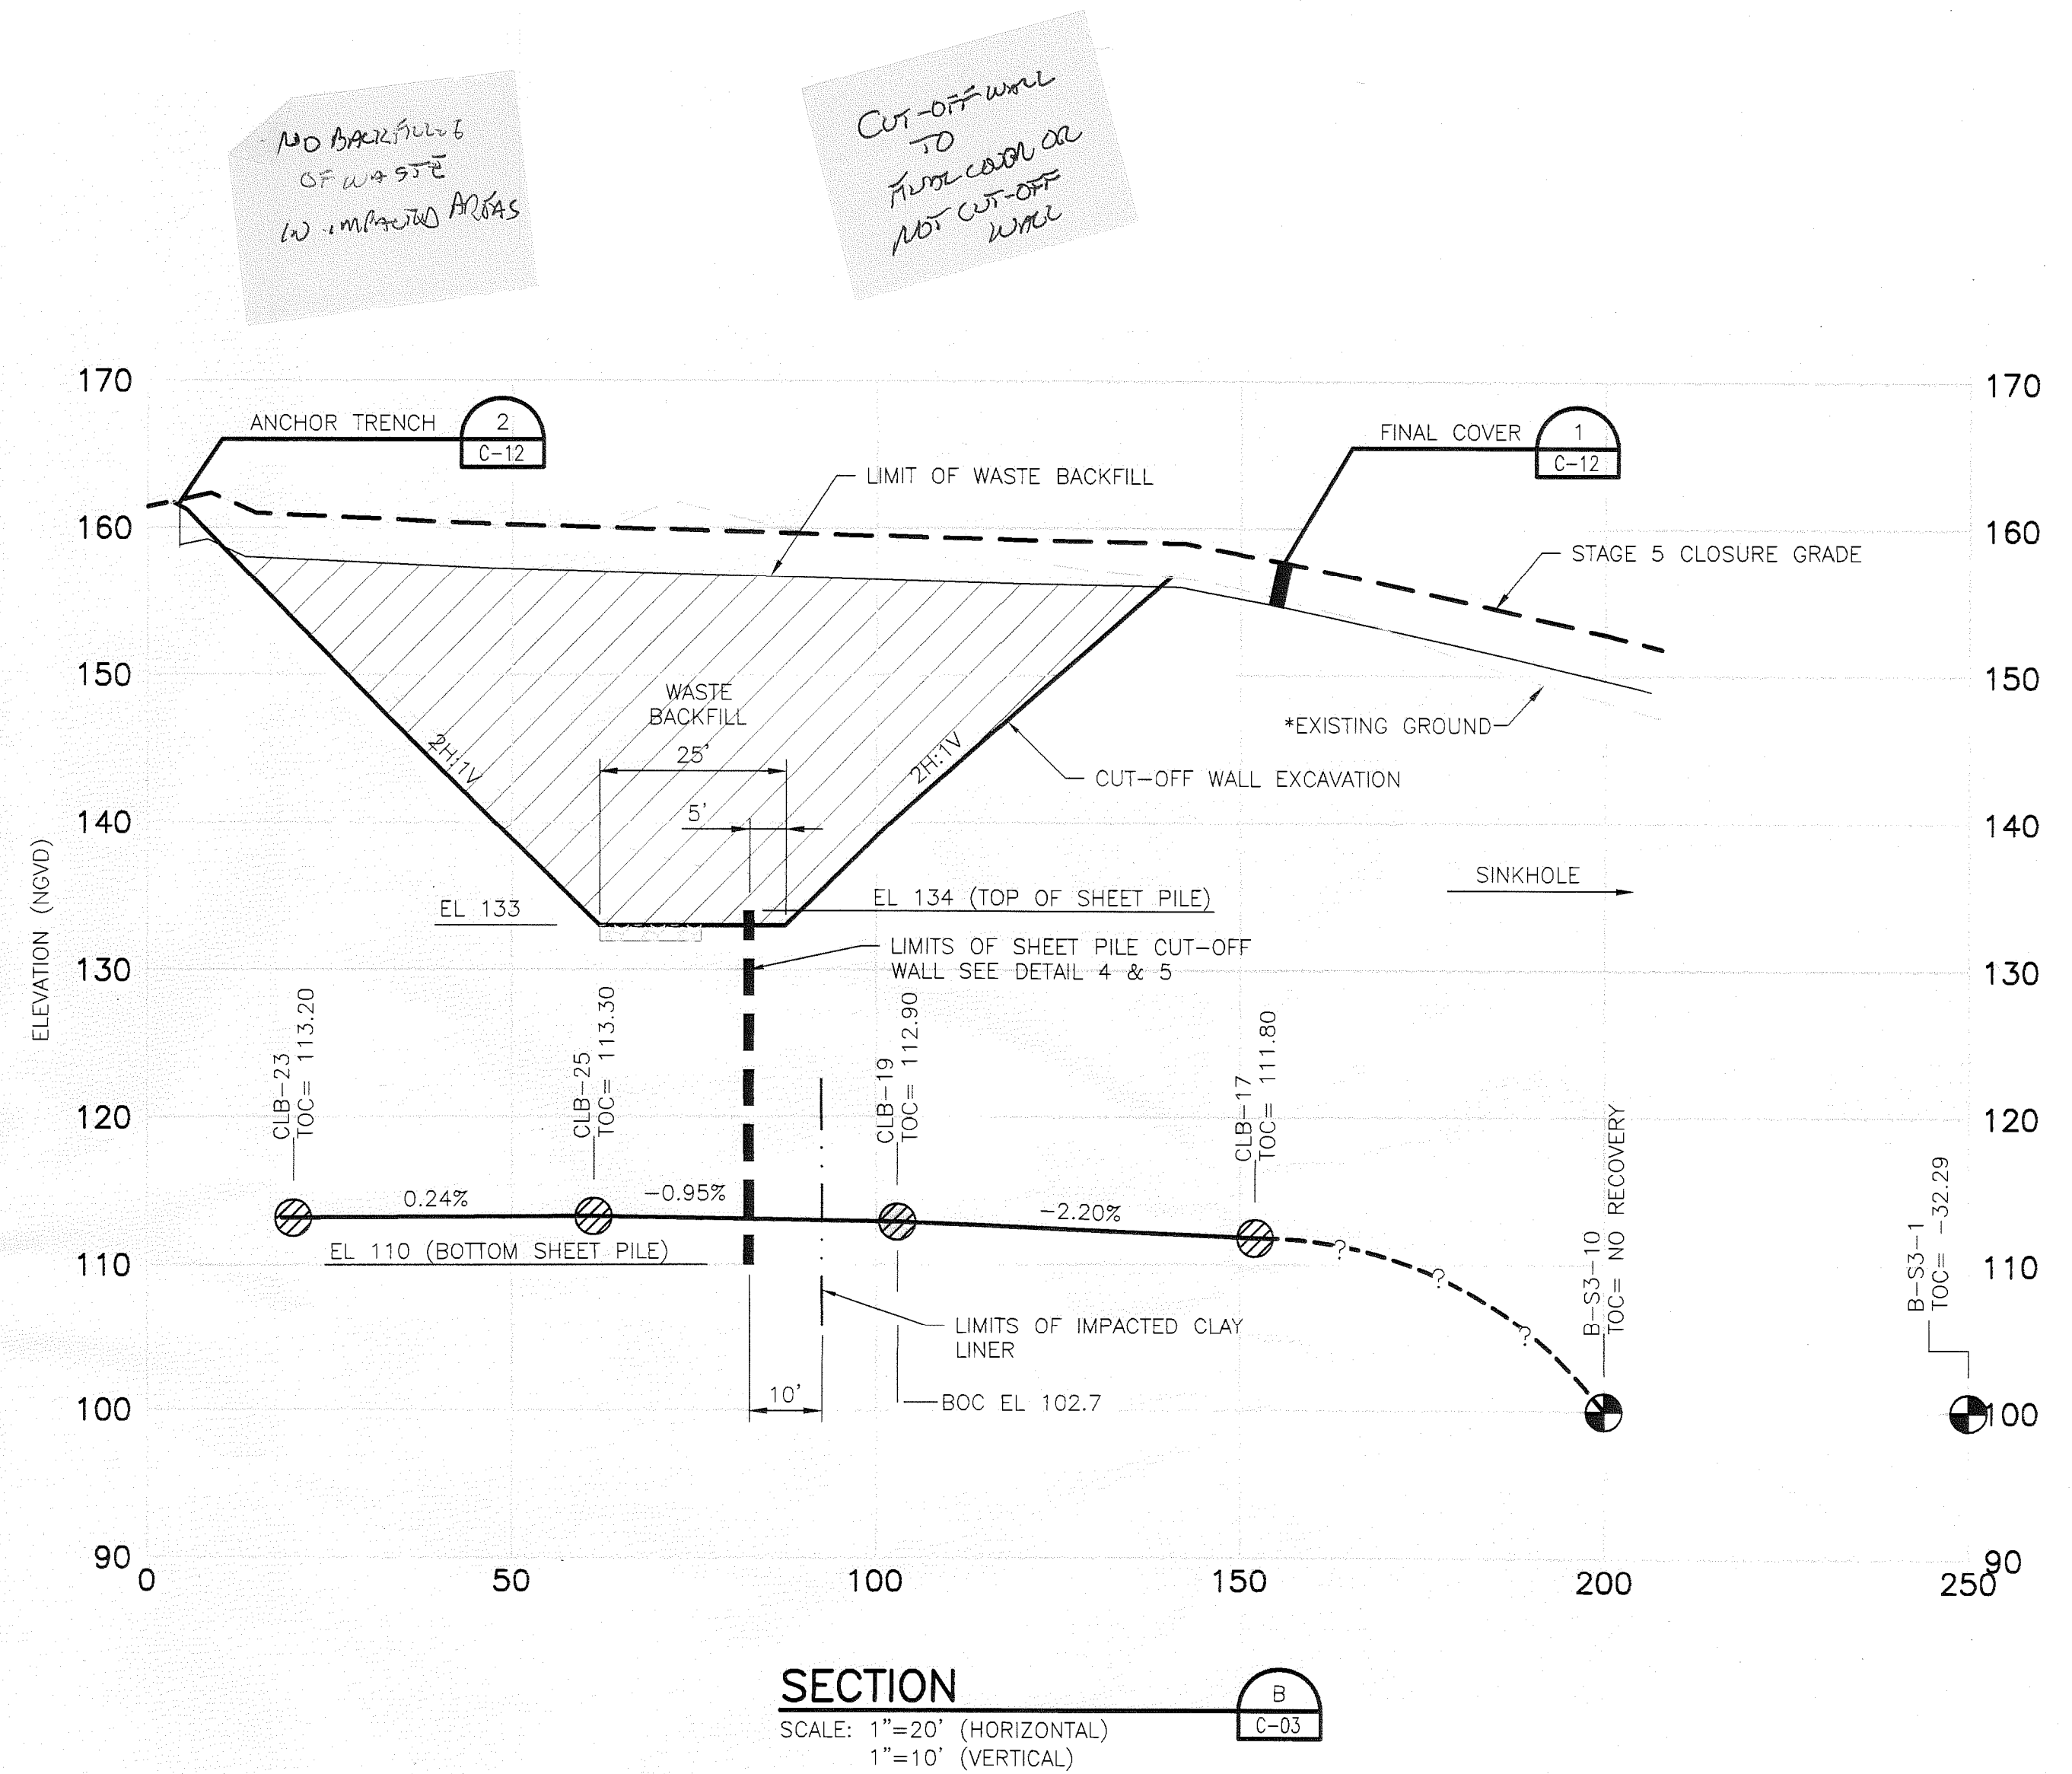 NO BACKFILLING
OF WASTE
IN IMPACTED AREAS
CUT-OFF WALL
TO
FINAL COVER OR
NOT CUT-OFF
WALL
170
170
ANCHOR TRENCH
2
C-12
FINAL COVER
1
C-12
LIMIT OF WASTE BACKFILL
160
160
STAGE 5 CLOSURE GRADE
150
150
WASTE
BACKFILL
*EXISTING GROUND
25'
2H:1V
2H:1V
CUT-OFF WALL EXCAVATION
5'
140
140
ELEVATION (NGVD)
SINKHOLE
EL 133
EL 134 (TOP OF SHEET PILE)
LIMITS OF SHEET PILE CUT-OFF
WALL SEE DETAIL 4 & 5
130
130
CLB-23
TOC= 113.20
CLB-25
TOC= 113.30
CLB-19
TOC= 112.90
CLB-17
TOC= 111.80
B-S3-10
TOC= NO RECOVERY
B-S3-1
TOC= -32.29
120
120
0.24%
-0.95%
-2.20%
EL 110 (BOTTOM SHEET PILE)
?
?
?
110
110
LIMITS OF IMPACTED CLAY
LINER
10'
BOC EL 102.7
100
100
90
90
0
50
100
150
200
250
SECTION
B
C-03
SCALE: 1"=20' (HORIZONTAL)
1"=10' (VERTICAL)